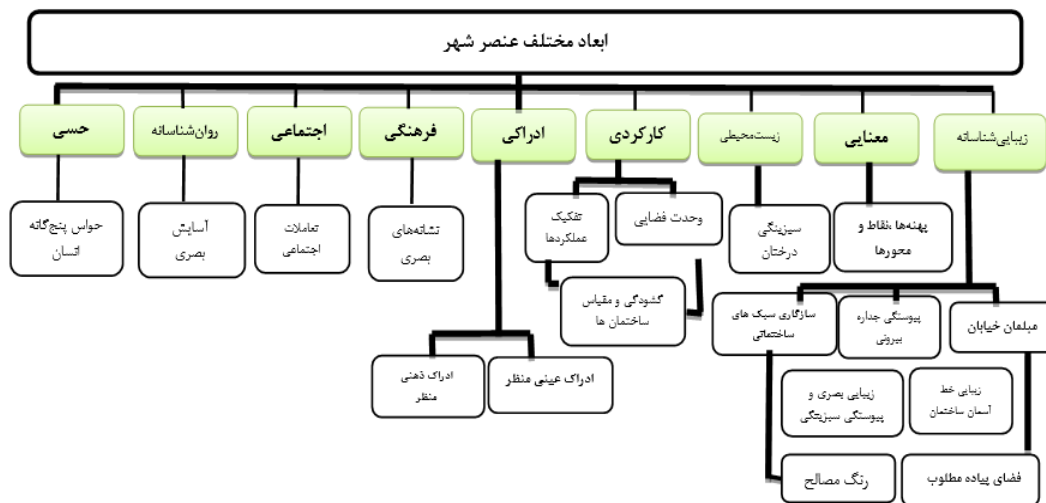 ابعاد مختلف عنصر شهر
زیبایی‌شناسانه
معنایی
زیست‌محیطی
کارکردی
ادراکی
فرهنگی
اجتماعی
روان‌شناسانه
حسی
پهنه‌ها ،نقاط و
محورها
سبزینگی
درختان
وحدت فضایی
تفکیک
عملکردها
نشانه‌های
بصری
تعاملات
اجتماعی
آسایش
بصری
حواس پنج‌گانه
انسان
گشودگی و مقیاس
ساختمان ها
مبلمان خیابان
پیوستگی جداره
بیرونی
سازگاری سبک های
ساختمانی
ادراک عینی منظر
ادراک ذهنی
منظر
زیبایی خط
آسمان ساختمان
زیبایی بصری و
پیوستگی سبزینگی
فضای پیاده مطلوب
رنگ مصالح